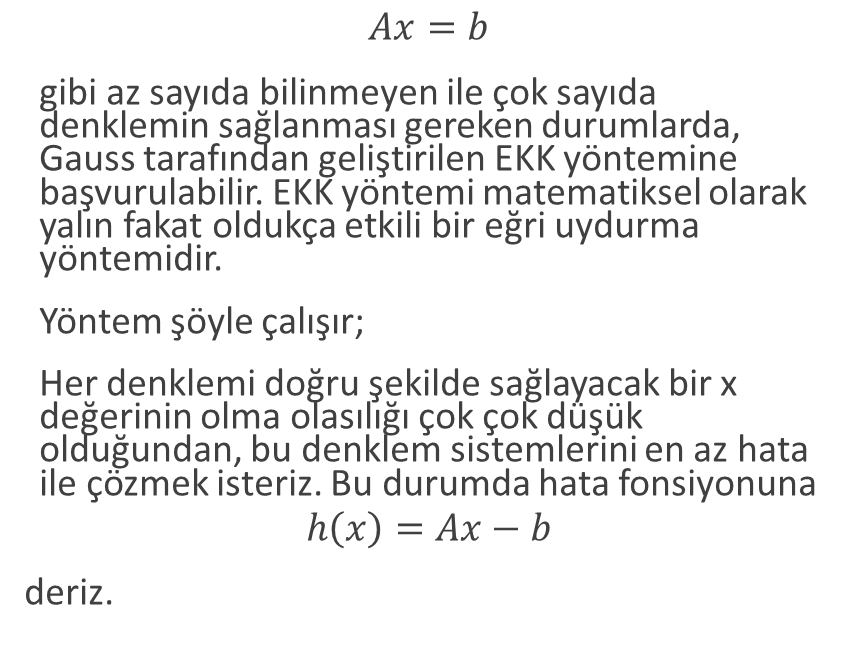 Ax = b
gibi az sayıda bilinmeyen ile çok sayıda
denklemin sağlanması gereken durumlarda,
Gauss tarafından geliştirilen EKK yöntemine
başvurulabilir. EKK yöntemi matematiksel olarak
yalın fakat oldukça etkili bir eğri uydurma
yöntemidir.
Yöntem şöyle çalışır;
Her denklemi doğru şekilde sağlayacak bir x
değerinin olma olasılığı çok çok düşük
olduğundan, bu denklem sistemlerini en az hata
ile çözmek isteriz. Bu durumda hata fonsiyonuna
h(x) = Ax − b
deriz.